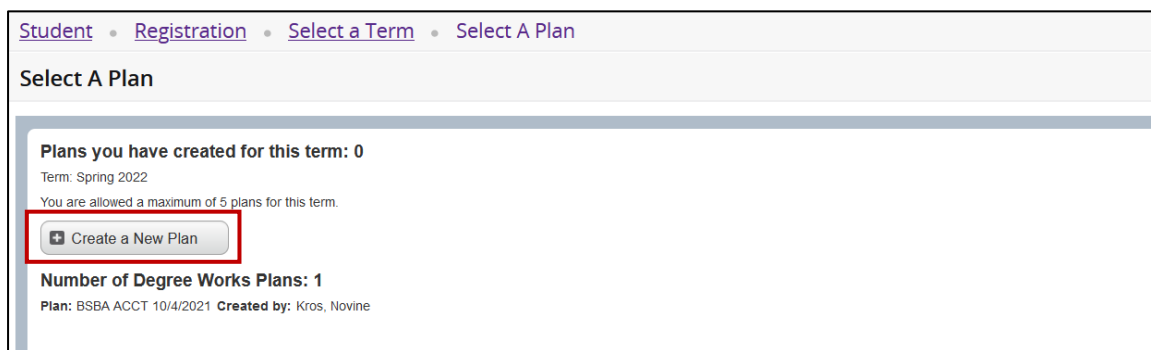 Student • Registration • Select a Term • Select A Plan
Select A Plan
Plans you have created for this term: 0
Term: Spring 2022
You are allowed a maximum of 5 plans for this term.
Create a New Plan
Number of Degree Works Plans: 1
Plan: BSBA ACCT 10/4/2021 Created by: Kros, Novine